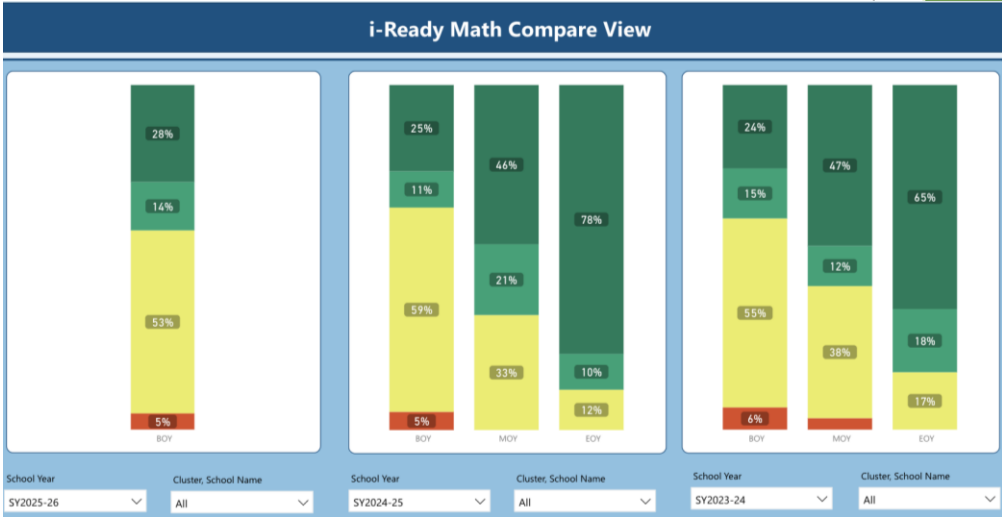 i-Ready Math Compare View
28%
14%
53%
5%
BOY
25%
11%
59%
5%
BOY
46%
21%
33%
MOY
78%
10%
12%
EOY
24%
15%
55%
6%
BOY
47%
12%
38%
MOY
65%
18%
17%
EOY
School Year
SY2025-26
Cluster, School Name
All
School Year
SY2024-25
Cluster, School Name
All
School Year
SY2023-24
Cluster, School Name
All